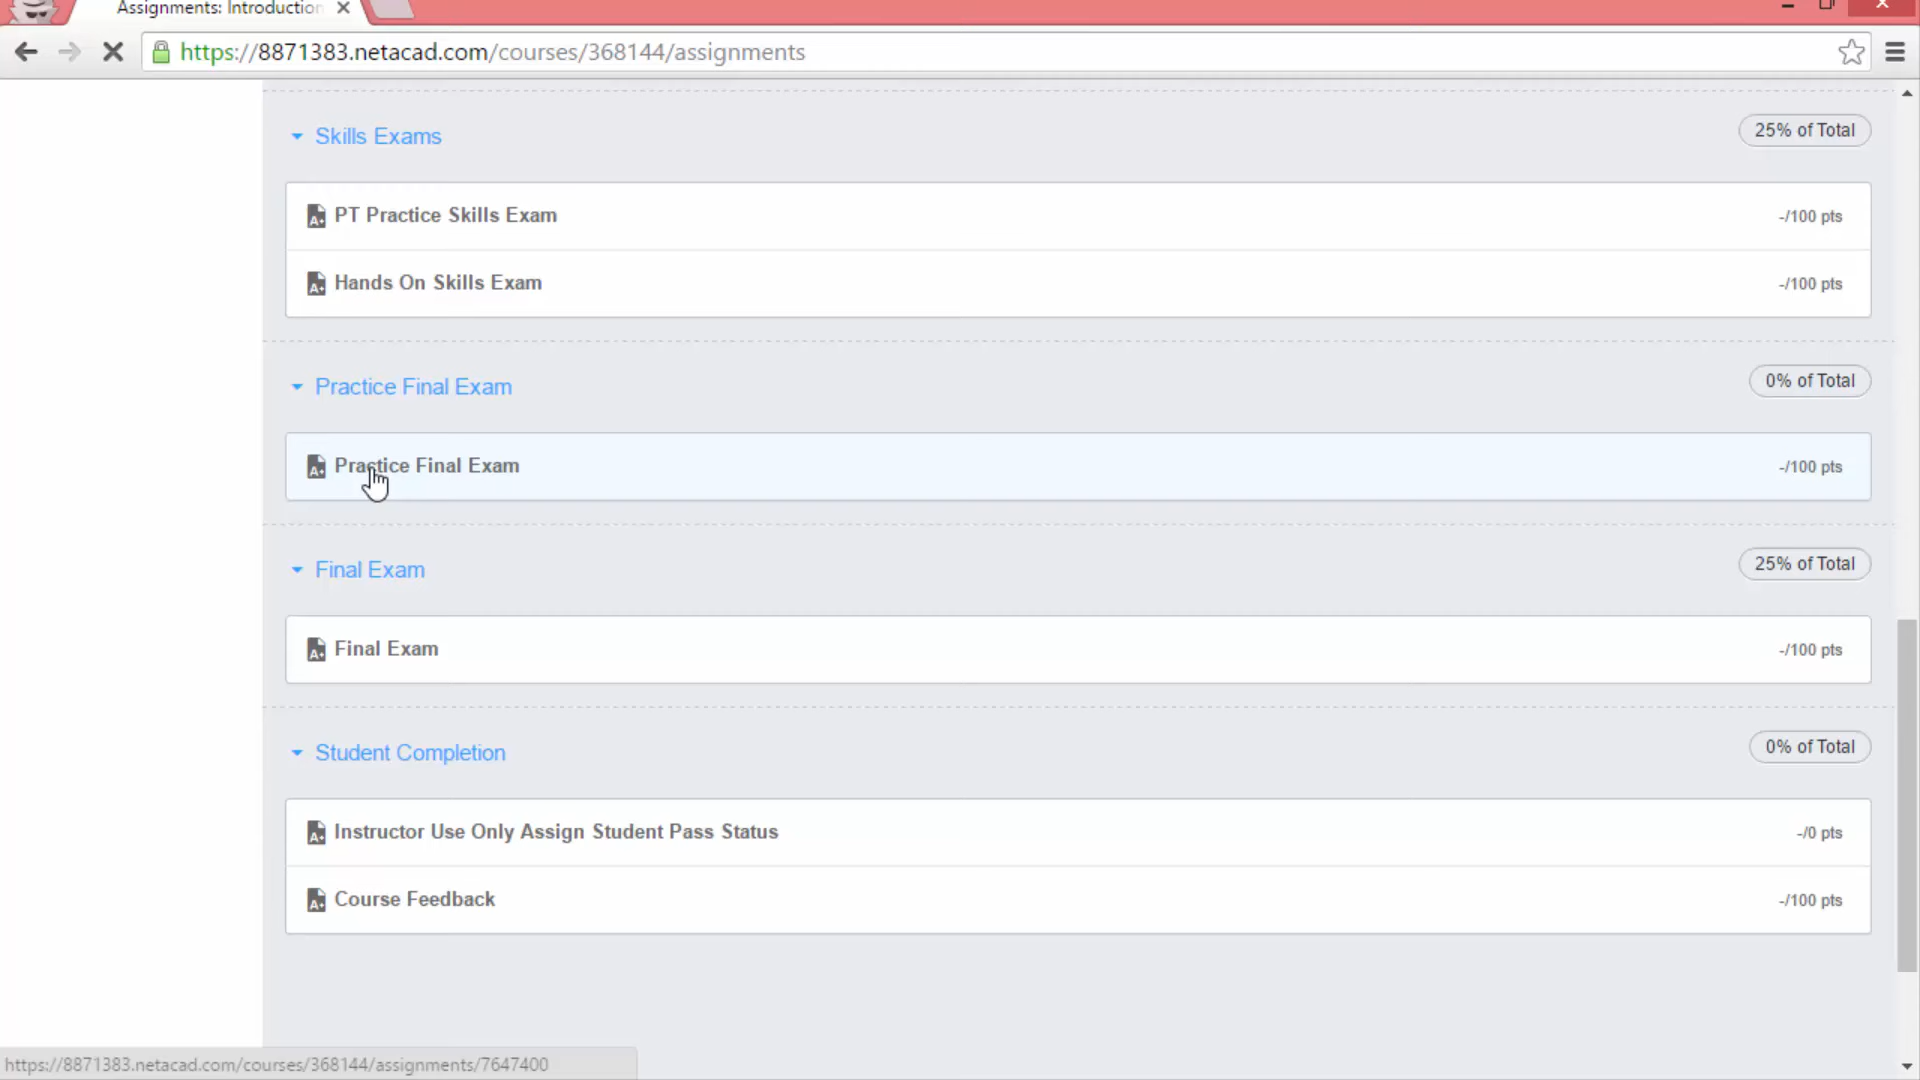 Assignments: Introduction
https://8871383.netacad.com/courses/368144/assignments
Skills Exams
25% of Total
PT Practice Skills Exam
-/100 pts
Hands On Skills Exam
-/100 pts
Practice Final Exam
0% of Total
Practice Final Exam
-/100 pts
Final Exam
25% of Total
Final Exam
-/100 pts
Student Completion
0% of Total
Instructor Use Only Assign Student Pass Status
-/0 pts
Course Feedback
-/100 pts
https://8871383.netacad.com/courses/368144/assignments/7647400